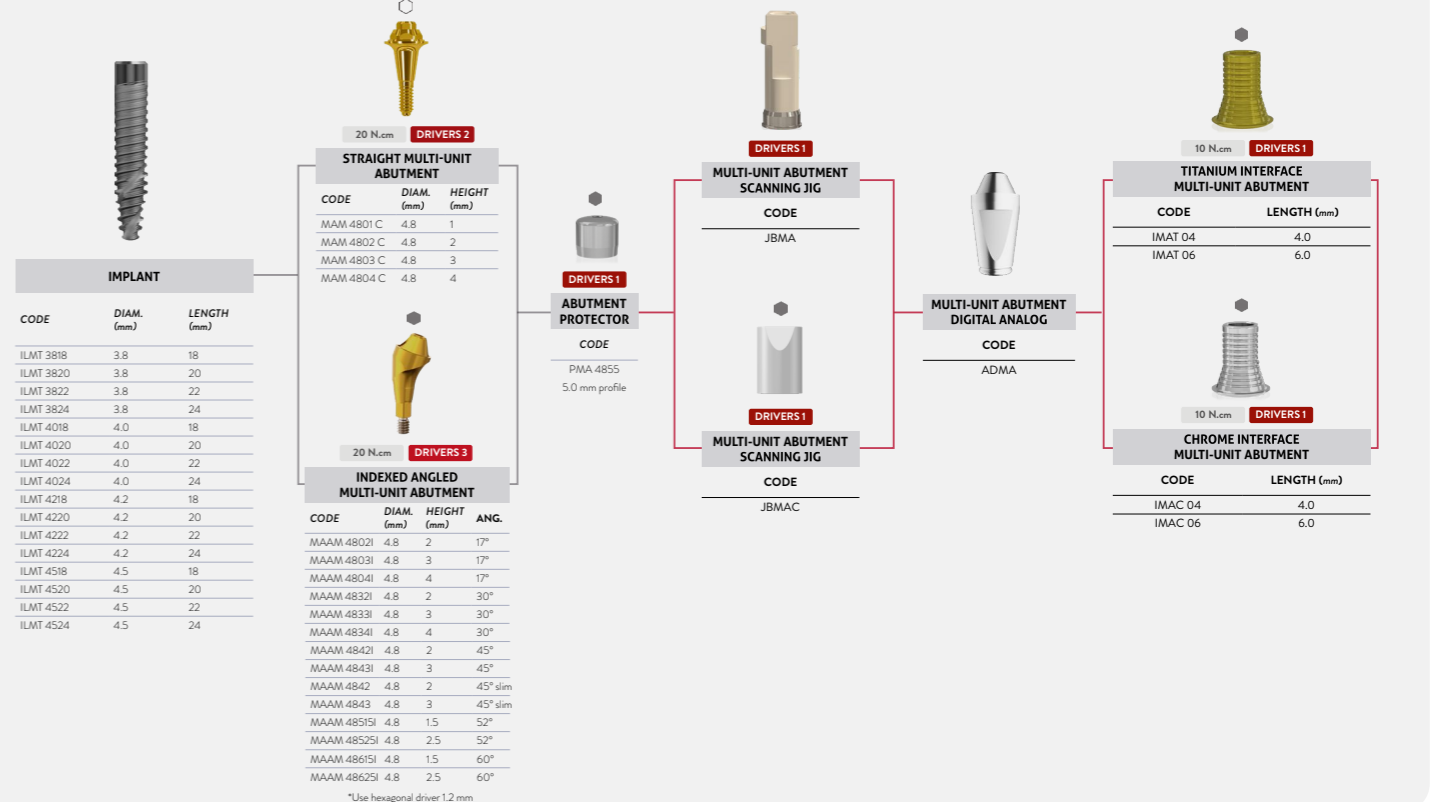 IMPLANT
CODE DIAM. (mm) LENGTH (mm)
ILMT 3818 3.8 18
ILMT 3820 3.8 20
ILMT 3822 3.8 22
ILMT 3824 3.8 24
ILMT 4018 4.0 18
ILMT 4020 4.0 20
ILMT 4022 4.0 22
ILMT 4024 4.0 24
ILMT 4218 4.2 18
ILMT 4220 4.2 20
ILMT 4222 4.2 22
ILMT 4224 4.2 24
ILMT 4518 4.5 18
ILMT 4520 4.5 20
ILMT 4522 4.5 22
ILMT 4524 4.5 24
20 N.cm DRIVERS 2
STRAIGHT MULTI-UNIT
ABUTMENT
CODE DIAM. (mm) HEIGHT (mm)
MAM 4801 C 4.8 1
MAM 4802 C 4.8 2
MAM 4803 C 4.8 3
MAM 4804 C 4.8 4
20 N.cm DRIVERS 3
INDEXED ANGLED
MULTI-UNIT ABUTMENT
CODE DIAM. (mm) HEIGHT (mm) ANG.
MAAM 4802I 4.8 2 17°
MAAM 4803I 4.8 3 17°
MAAM 4804I 4.8 4 17°
MAAM 4832I 4.8 2 30°
MAAM 4833I 4.8 3 30°
MAAM 4834I 4.8 4 30°
MAAM 4842I 4.8 2 45°
MAAM 4843I 4.8 3 45°
MAAM 4842 4.8 2 45° slim
MAAM 4843 4.8 3 45° slim
MAAM 48515I 4.8 1.5 52°
MAAM 48525I 4.8 2.5 52°
MAAM 48615I 4.8 1.5 60°
MAAM 48625I 4.8 2.5 60°
*Use hexagonal driver 1.2 mm
DRIVERS 1
ABUTMENT
PROTECTOR
CODE
PMA 4855
5.0 mm profile
DRIVERS 1
MULTI-UNIT ABUTMENT
SCANNING JIG
CODE
JBMA
DRIVERS 1
MULTI-UNIT ABUTMENT
SCANNING JIG
CODE
JBMAC
MULTI-UNIT ABUTMENT
DIGITAL ANALOG
CODE
ADMA
10 N.cm DRIVERS 1
TITANIUM INTERFACE
MULTI-UNIT ABUTMENT
CODE LENGTH (mm)
IMAT 04 4.0
IMAT 06 6.0
10 N.cm DRIVERS 1
CHROME INTERFACE
MULTI-UNIT ABUTMENT
CODE LENGTH (mm)
IMAC 04 4.0
IMAC 06 6.0